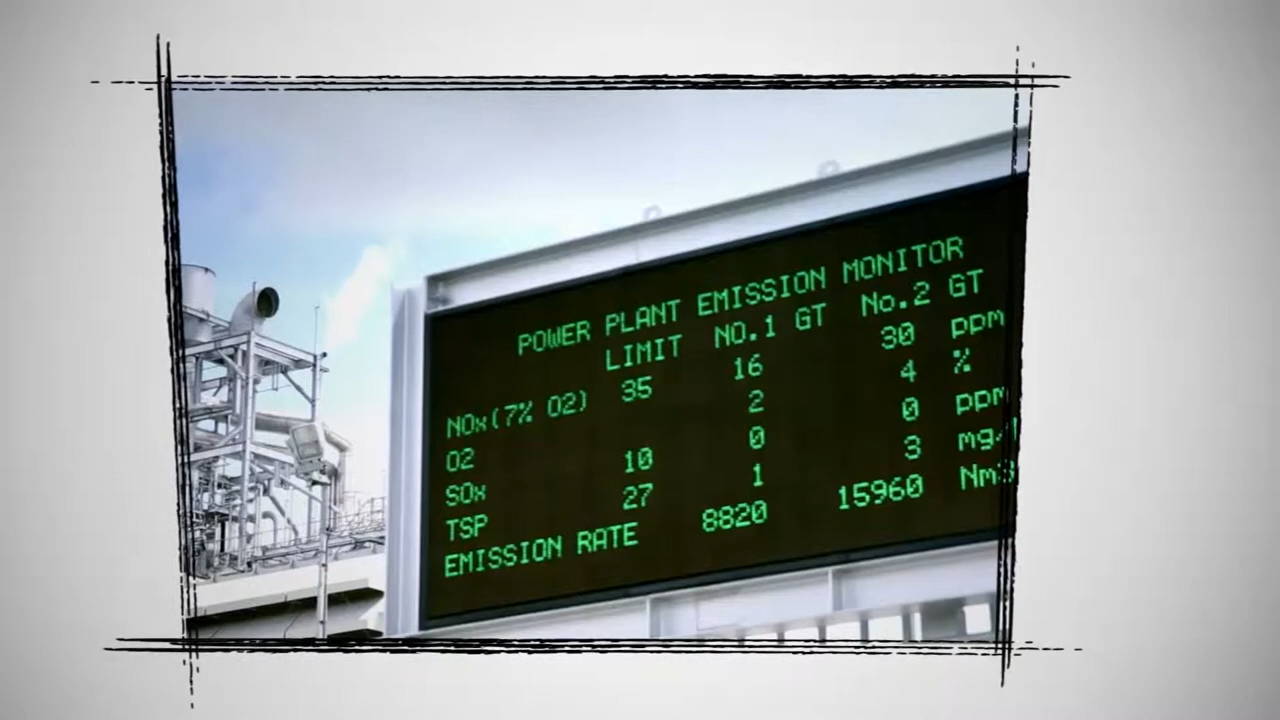 POWER PLANT EMISSION MONITOR
LIMIT NO.1 GT No.2 GT
NOx(7% O2) 35 16 30 ppm
O2 2 4 %
SOx 10 0 0 ppm
TSP 27 1 3
EMISSION RATE 8820 15960